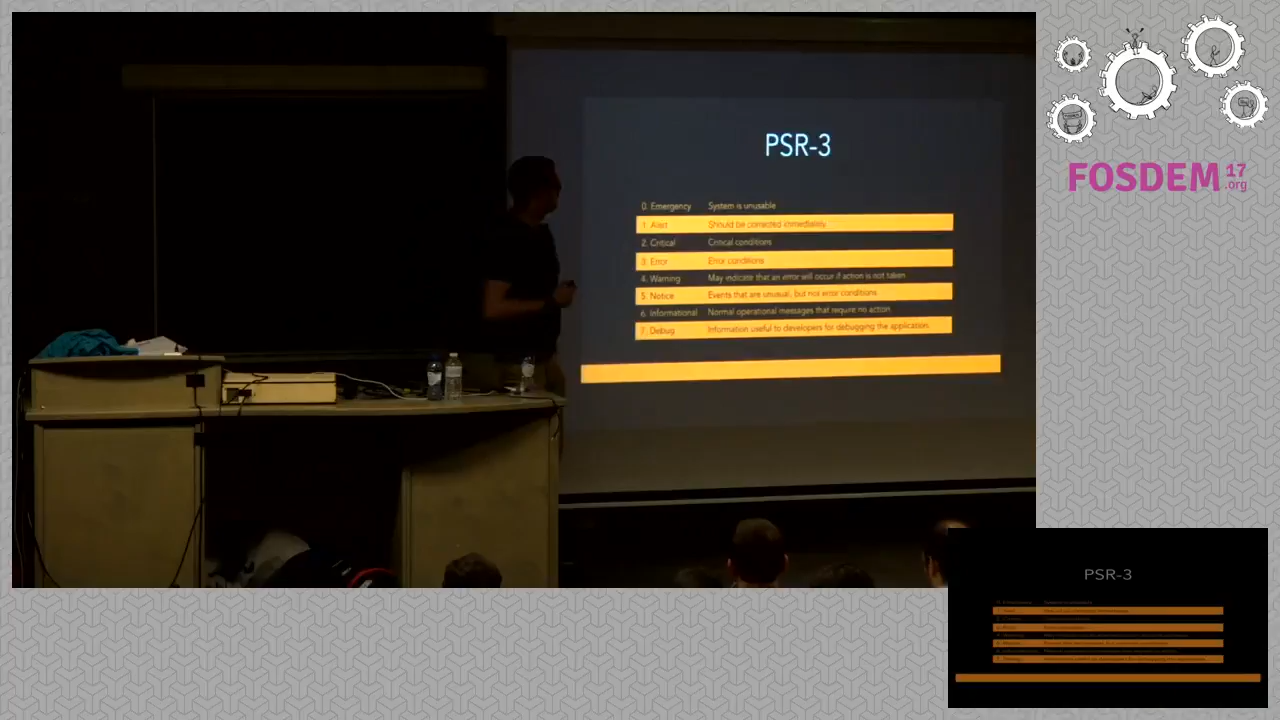 PSR-3
0. Emergency System is unusable
1. Alert Should be corrected immediately
2. Critical Critical conditions
3. Error Error conditions
4. Warning May indicate that an error will occur if action is not taken
5. Notice Events that are unusual, but not error conditions
6. Informational Normal operational messages that require no action
7. Debug Information useful to developers for debugging the application
FOSDEM 17
.org
PSR-3